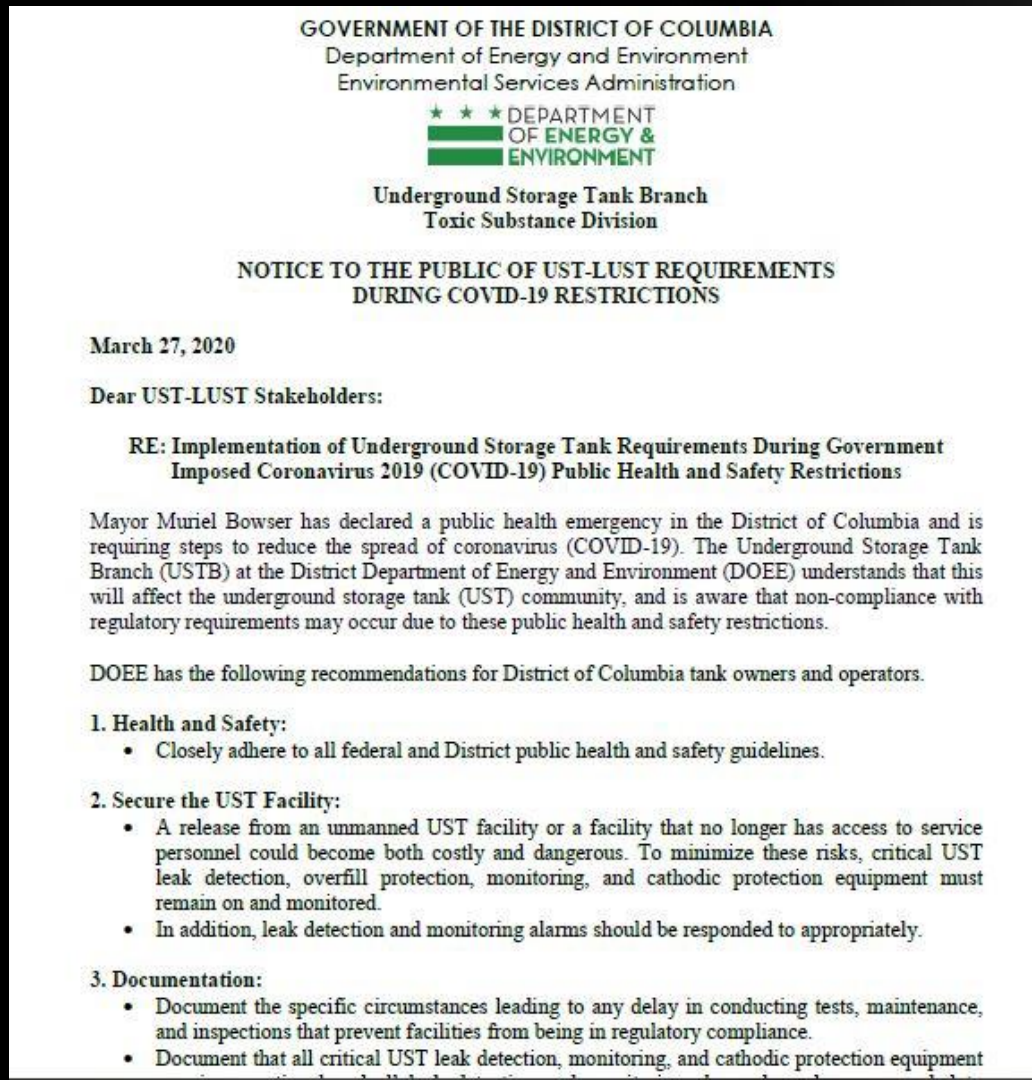 GOVERNMENT OF THE DISTRICT OF COLUMBIA
Department of Energy and Environment
Environmental Services Administration
DEPARTMENT
OF ENERGY &
ENVIRONMENT
Underground Storage Tank Branch
Toxic Substance Division
NOTICE TO THE PUBLIC OF UST-LUST REQUIREMENTS
DURING COVID-19 RESTRICTIONS
March 27, 2020
Dear UST-LUST Stakeholders:
RE: Implementation of Underground Storage Tank Requirements During Government
Imposed Coronavirus 2019 (COVID-19) Public Health and Safety Restrictions
Mayor Muriel Bowser has declared a public health emergency in the District of Columbia and is
requiring steps to reduce the spread of coronavirus (COVID-19). The Underground Storage Tank
Branch (USTB) at the District Department of Energy and Environment (DOEE) understands that this
will affect the underground storage tank (UST) community, and is aware that non-compliance with
regulatory requirements may occur due to these public health and safety restrictions.
DOEE has the following recommendations for District of Columbia tank owners and operators.
1. Health and Safety:
• Closely adhere to all federal and District public health and safety guidelines.
2. Secure the UST Facility:
• A release from an unmanned UST facility or a facility that no longer has access to service
personnel could become both costly and dangerous. To minimize these risks, critical UST
leak detection, overfill protection, monitoring, and cathodic protection equipment must
remain on and monitored.
• In addition, leak detection and monitoring alarms should be responded to appropriately.
3. Documentation:
• Document the specific circumstances leading to any delay in conducting tests, maintenance,
and inspections that prevent facilities from being in regulatory compliance.
• Document that all critical UST leak detection, monitoring, and cathodic protection equipment